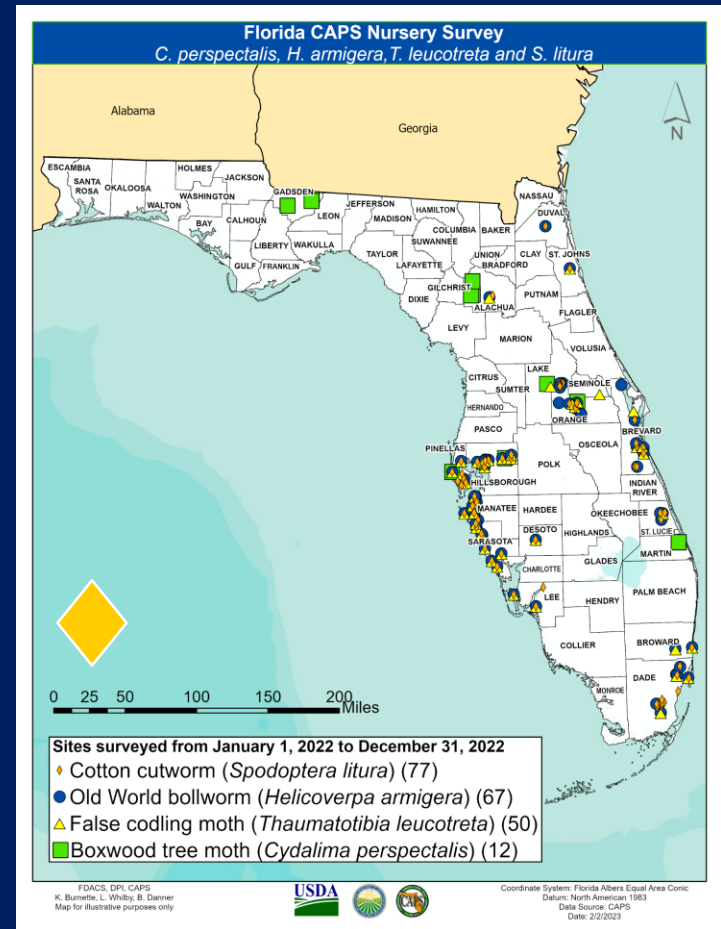 Florida CAPS Nursery Survey
C. perspectalis, H. armigera,T. leucotreta and S. litura
Alabama
Georgia
N
ESCAMBIA
SANTA ROSA
OKALOOSA
WALTON
HOLMES
WASHINGTON
BAY
JACKSON
CALHOUN
GULF
GADSDEN
LIBERTY
FRANKLIN
LEON
WAKULLA
JEFFERSON
MADISON
TAYLOR
HAMILTON
SUWANNEE
LAFAYETTE
DIXIE
COLUMBIA
GILCHRIST
BAKER
UNION
BRADFORD
ALACHUA
LEVY
NASSAU
DUVAL
CLAY
ST. JOHNS
PUTNAM
FLAGLER
MARION
VOLUSIA
CITRUS
SUMTER
LAKE
SEMINOLE
HERNANDO
ORANGE
PASCO
BREVARD
OSCEOLA
PINELLAS
HILLSBOROUGH
POLK
INDIAN RIVER
MANATEE
HARDEE
OKEECHOBEE
ST. LUCIE
SARASOTA
DESOTO
HIGHLANDS
MARTIN
CHARLOTTE
GLADES
LEE
HENDRY
PALM BEACH
COLLIER
BROWARD
MONROE
DADE
0 25 50 100 150 200
Miles
Sites surveyed from January 1, 2022 to December 31, 2022
Cotton cutworm (Spodoptera litura) (77)
Old World bollworm (Helicoverpa armigera) (67)
False codling moth (Thaumatotibia leucotreta) (50)
Boxwood tree moth (Cydalima perspectalis) (12)
FDACS, DPI, CAPS
K. Burnette, L. Whilby, B. Danner
Map for illustrative purposes only
USDA
CAPS
Coordinate System: Florida Albers Equal Area Conic
Datum: North American 1983
Data Source: CAPS
Date: 2/2/2023